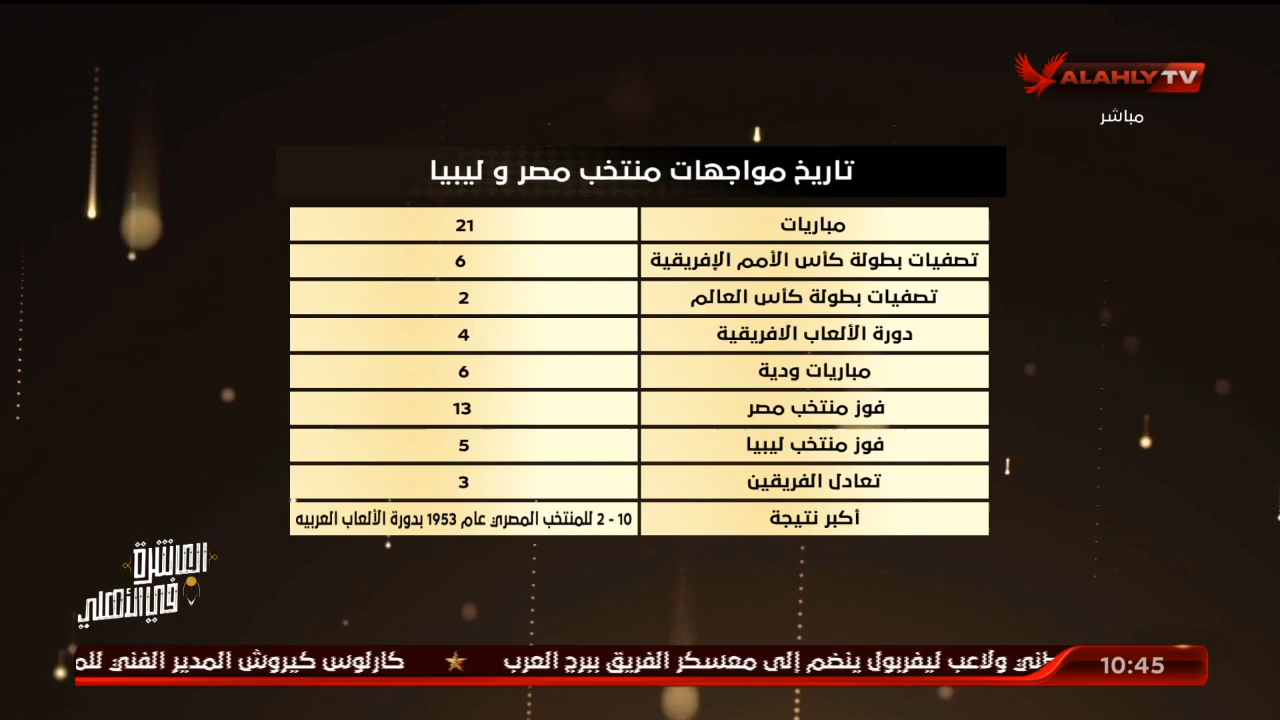 ALAHLY TV
مباشر
تاريخ مواجهات منتخب مصر و ليبيا
مباريات 21
تصفيات بطولة كأس الأمم الإفريقية 6
تصفيات بطولة كأس العالم 2
دورة الألعاب الافريقية 4
مباريات ودية 6
فوز منتخب مصر 13
فوز منتخب ليبيا 5
تعادل الفريقين 3
أكبر نتيجة 10 - 2 للمنتخب المصري عام 1953 بدورة الألعاب العربيه
العاشرة
في الأهلي
10:45 ولاعب ليفربول ينضم إلى معسكر الفريق ببرج العرب كارلوس كيروش المدير الفني